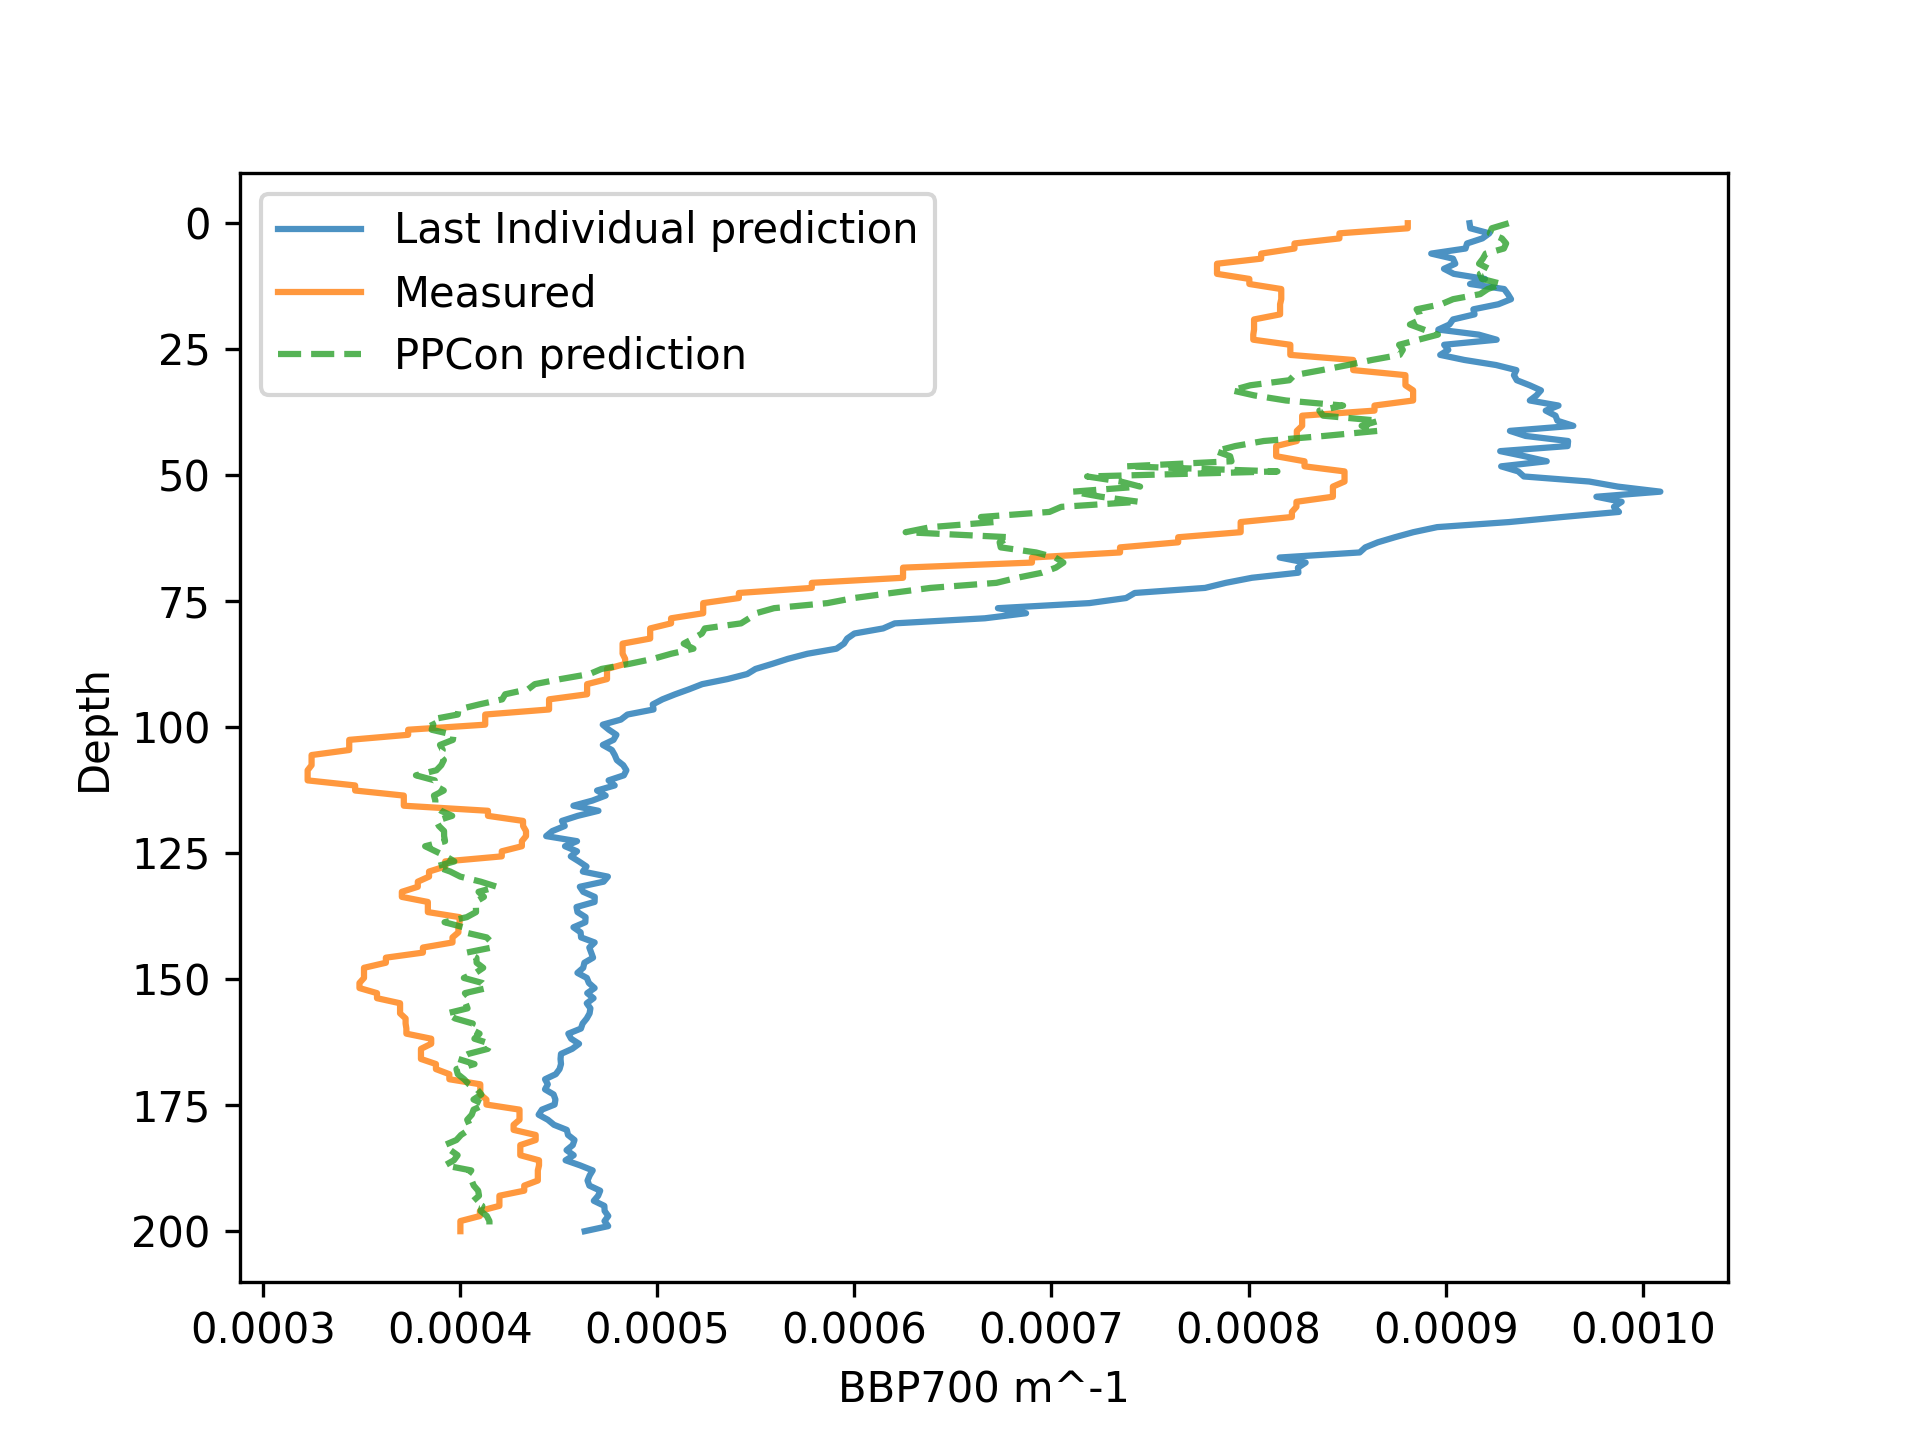 Last Individual prediction
Measured
PPCon prediction
0
25
50
75
100
125
150
175
200
Depth
0.0003 0.0004 0.0005 0.0006 0.0007 0.0008 0.0009 0.0010
BBP700 m^-1